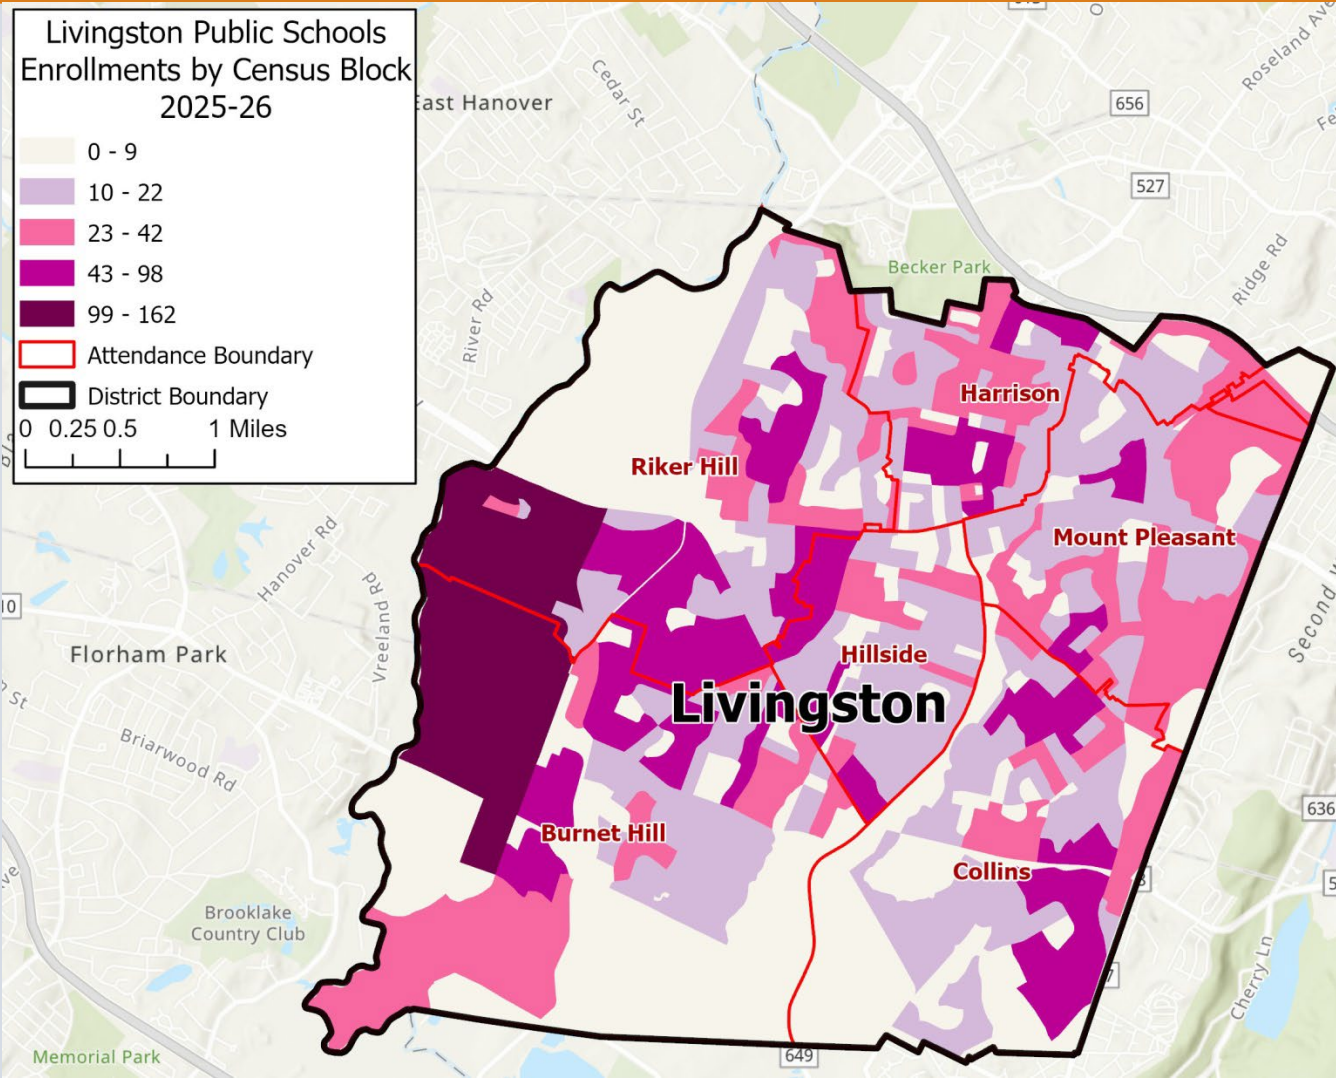 Livingston Public Schools
Enrollments by Census Block
2025-26
0 - 9
10 - 22
23 - 42
43 - 98
99 - 162
Attendance Boundary
District Boundary
0 0.25 0.5 1 Miles
East Hanover
Cedar St
656
Roseland Ave
527
Ridge Rd
Becker Park
River Rd
Harrison
Riker Hill
Mount Pleasant
Hanover Rd
Vreeland Rd
10
Florham Park
Second
Hillside
Livingston
Briarwood Rd
636
Burnet Hill
Collins
Brooklake
Country Club
Cherry Ln
Memorial Park
649